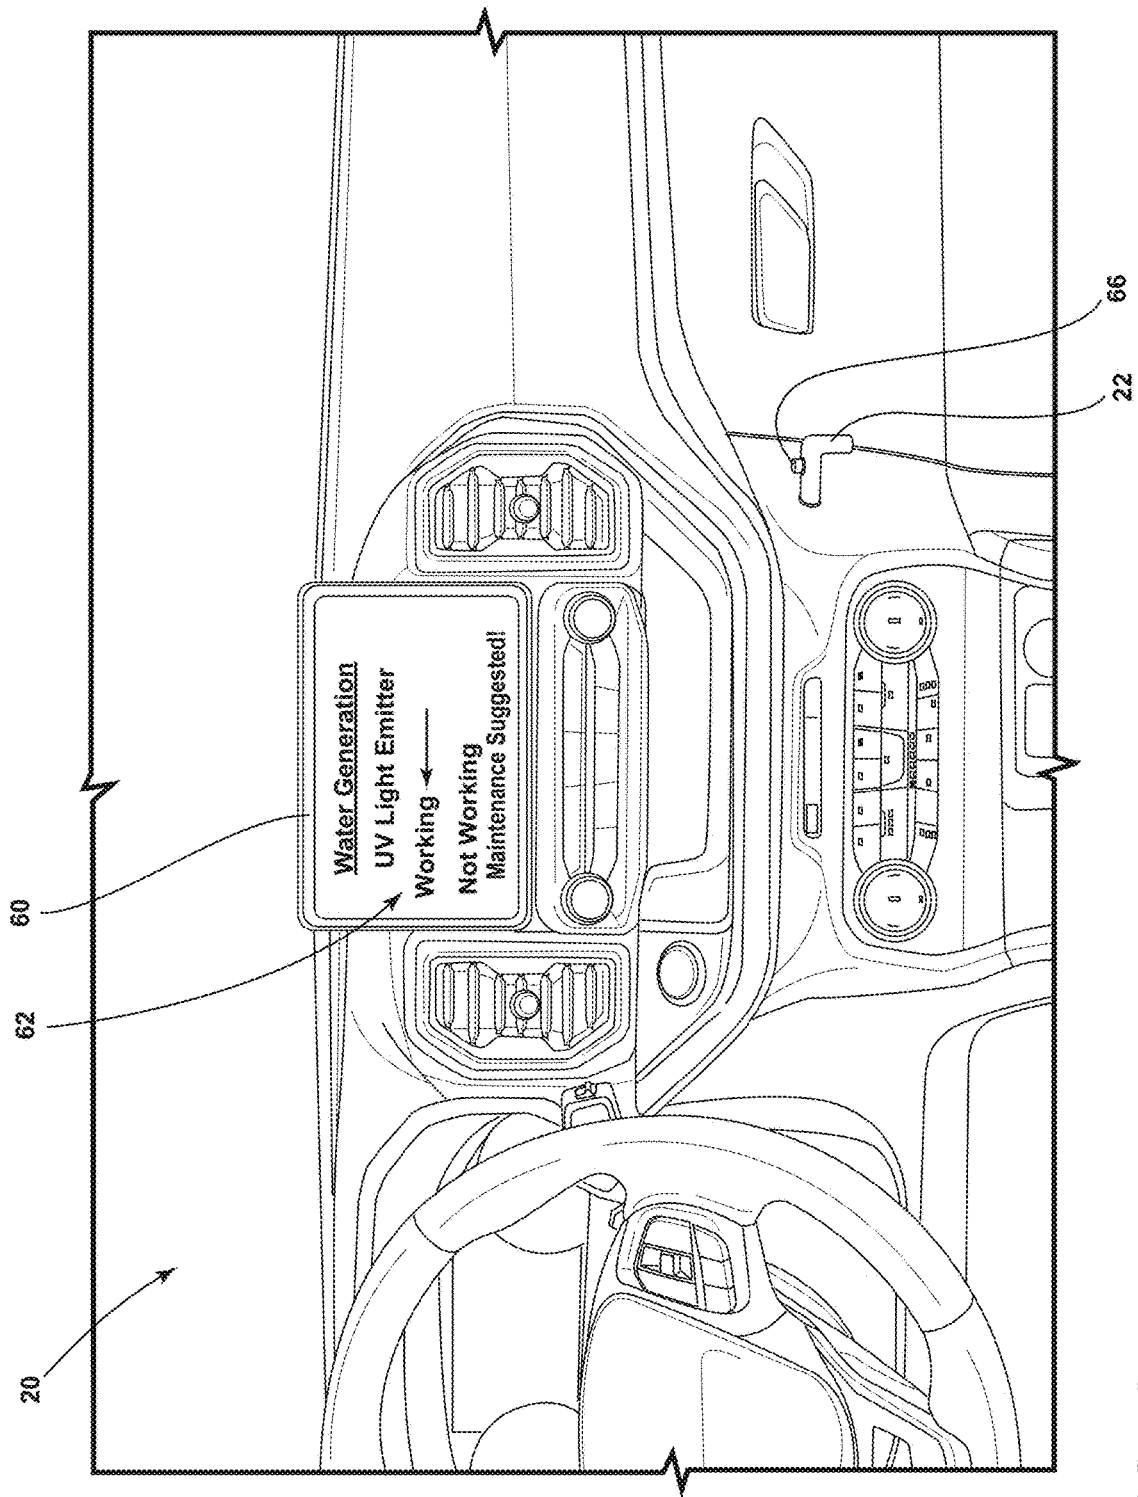 20
62
60
Water Generation
UV Light Emitter
Working
Not Working
Maintenance Suggested!
22
66